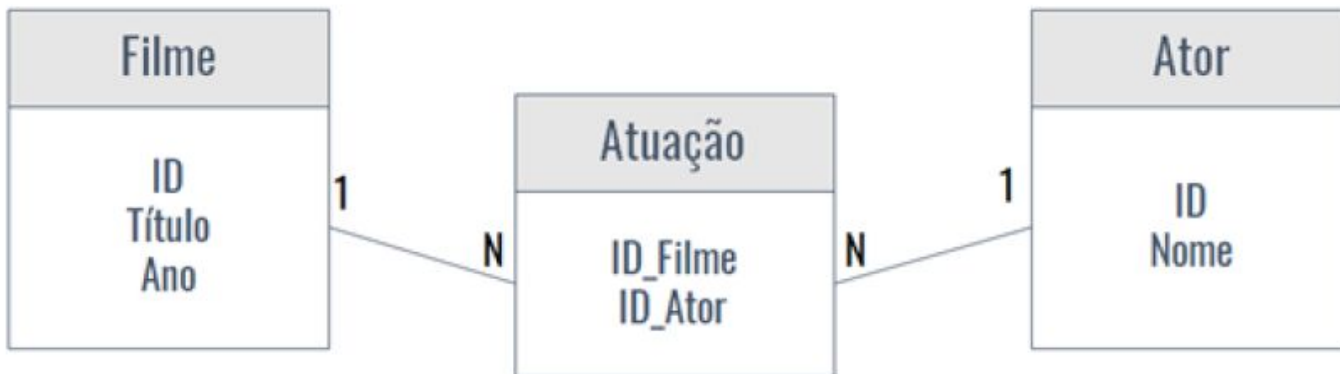 Filme
ID
Título
Ano
1
N
Atuação
ID_Filme
ID_Ator
N
1
Ator
ID
Nome